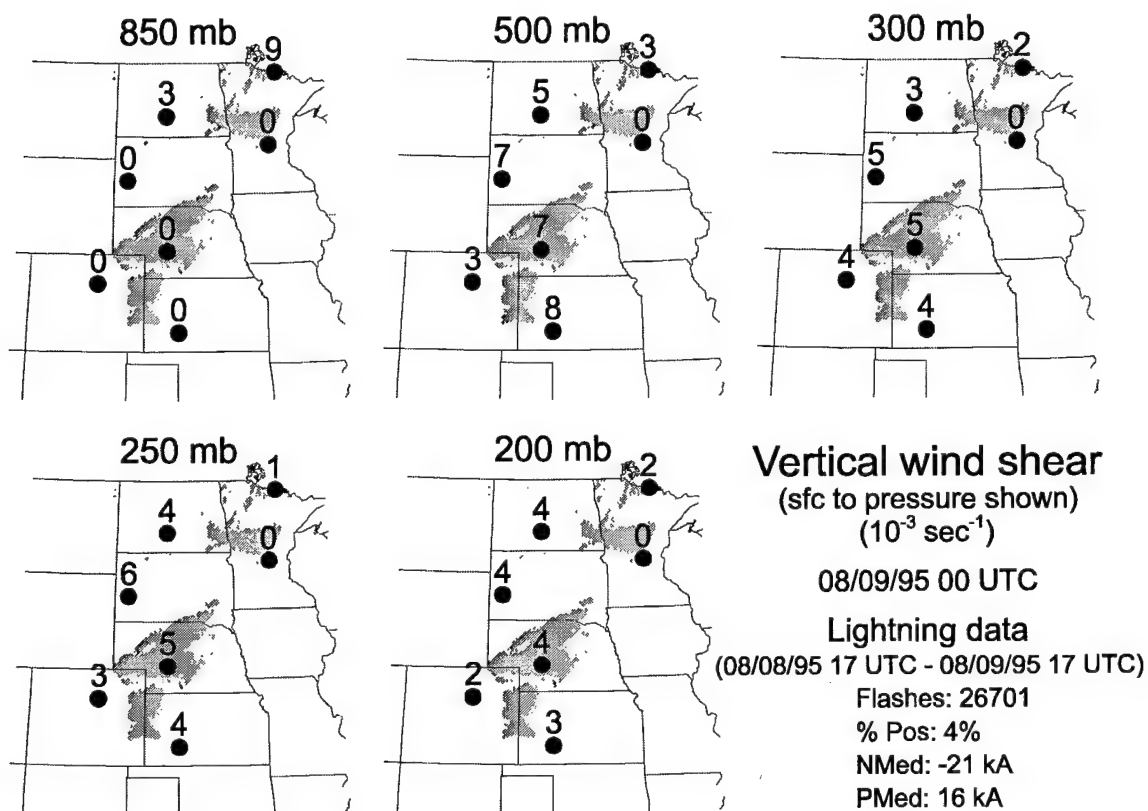 850 mb
9
3
0
0
0
0
0
500 mb
3
5
0
7
7
3
8
300 mb
2
3
0
5
5
4
4
250 mb
1
4
0
6
5
3
4
200 mb
2
4
0
4
4
2
3
Vertical wind shear
(sfc to pressure shown)
(10⁻³ sec⁻¹)
08/09/95 00 UTC
Lightning data
(08/08/95 17 UTC - 08/09/95 17 UTC)
Flashes: 26701
% Pos: 4%
NMed: -21 kA
PMed: 16 kA